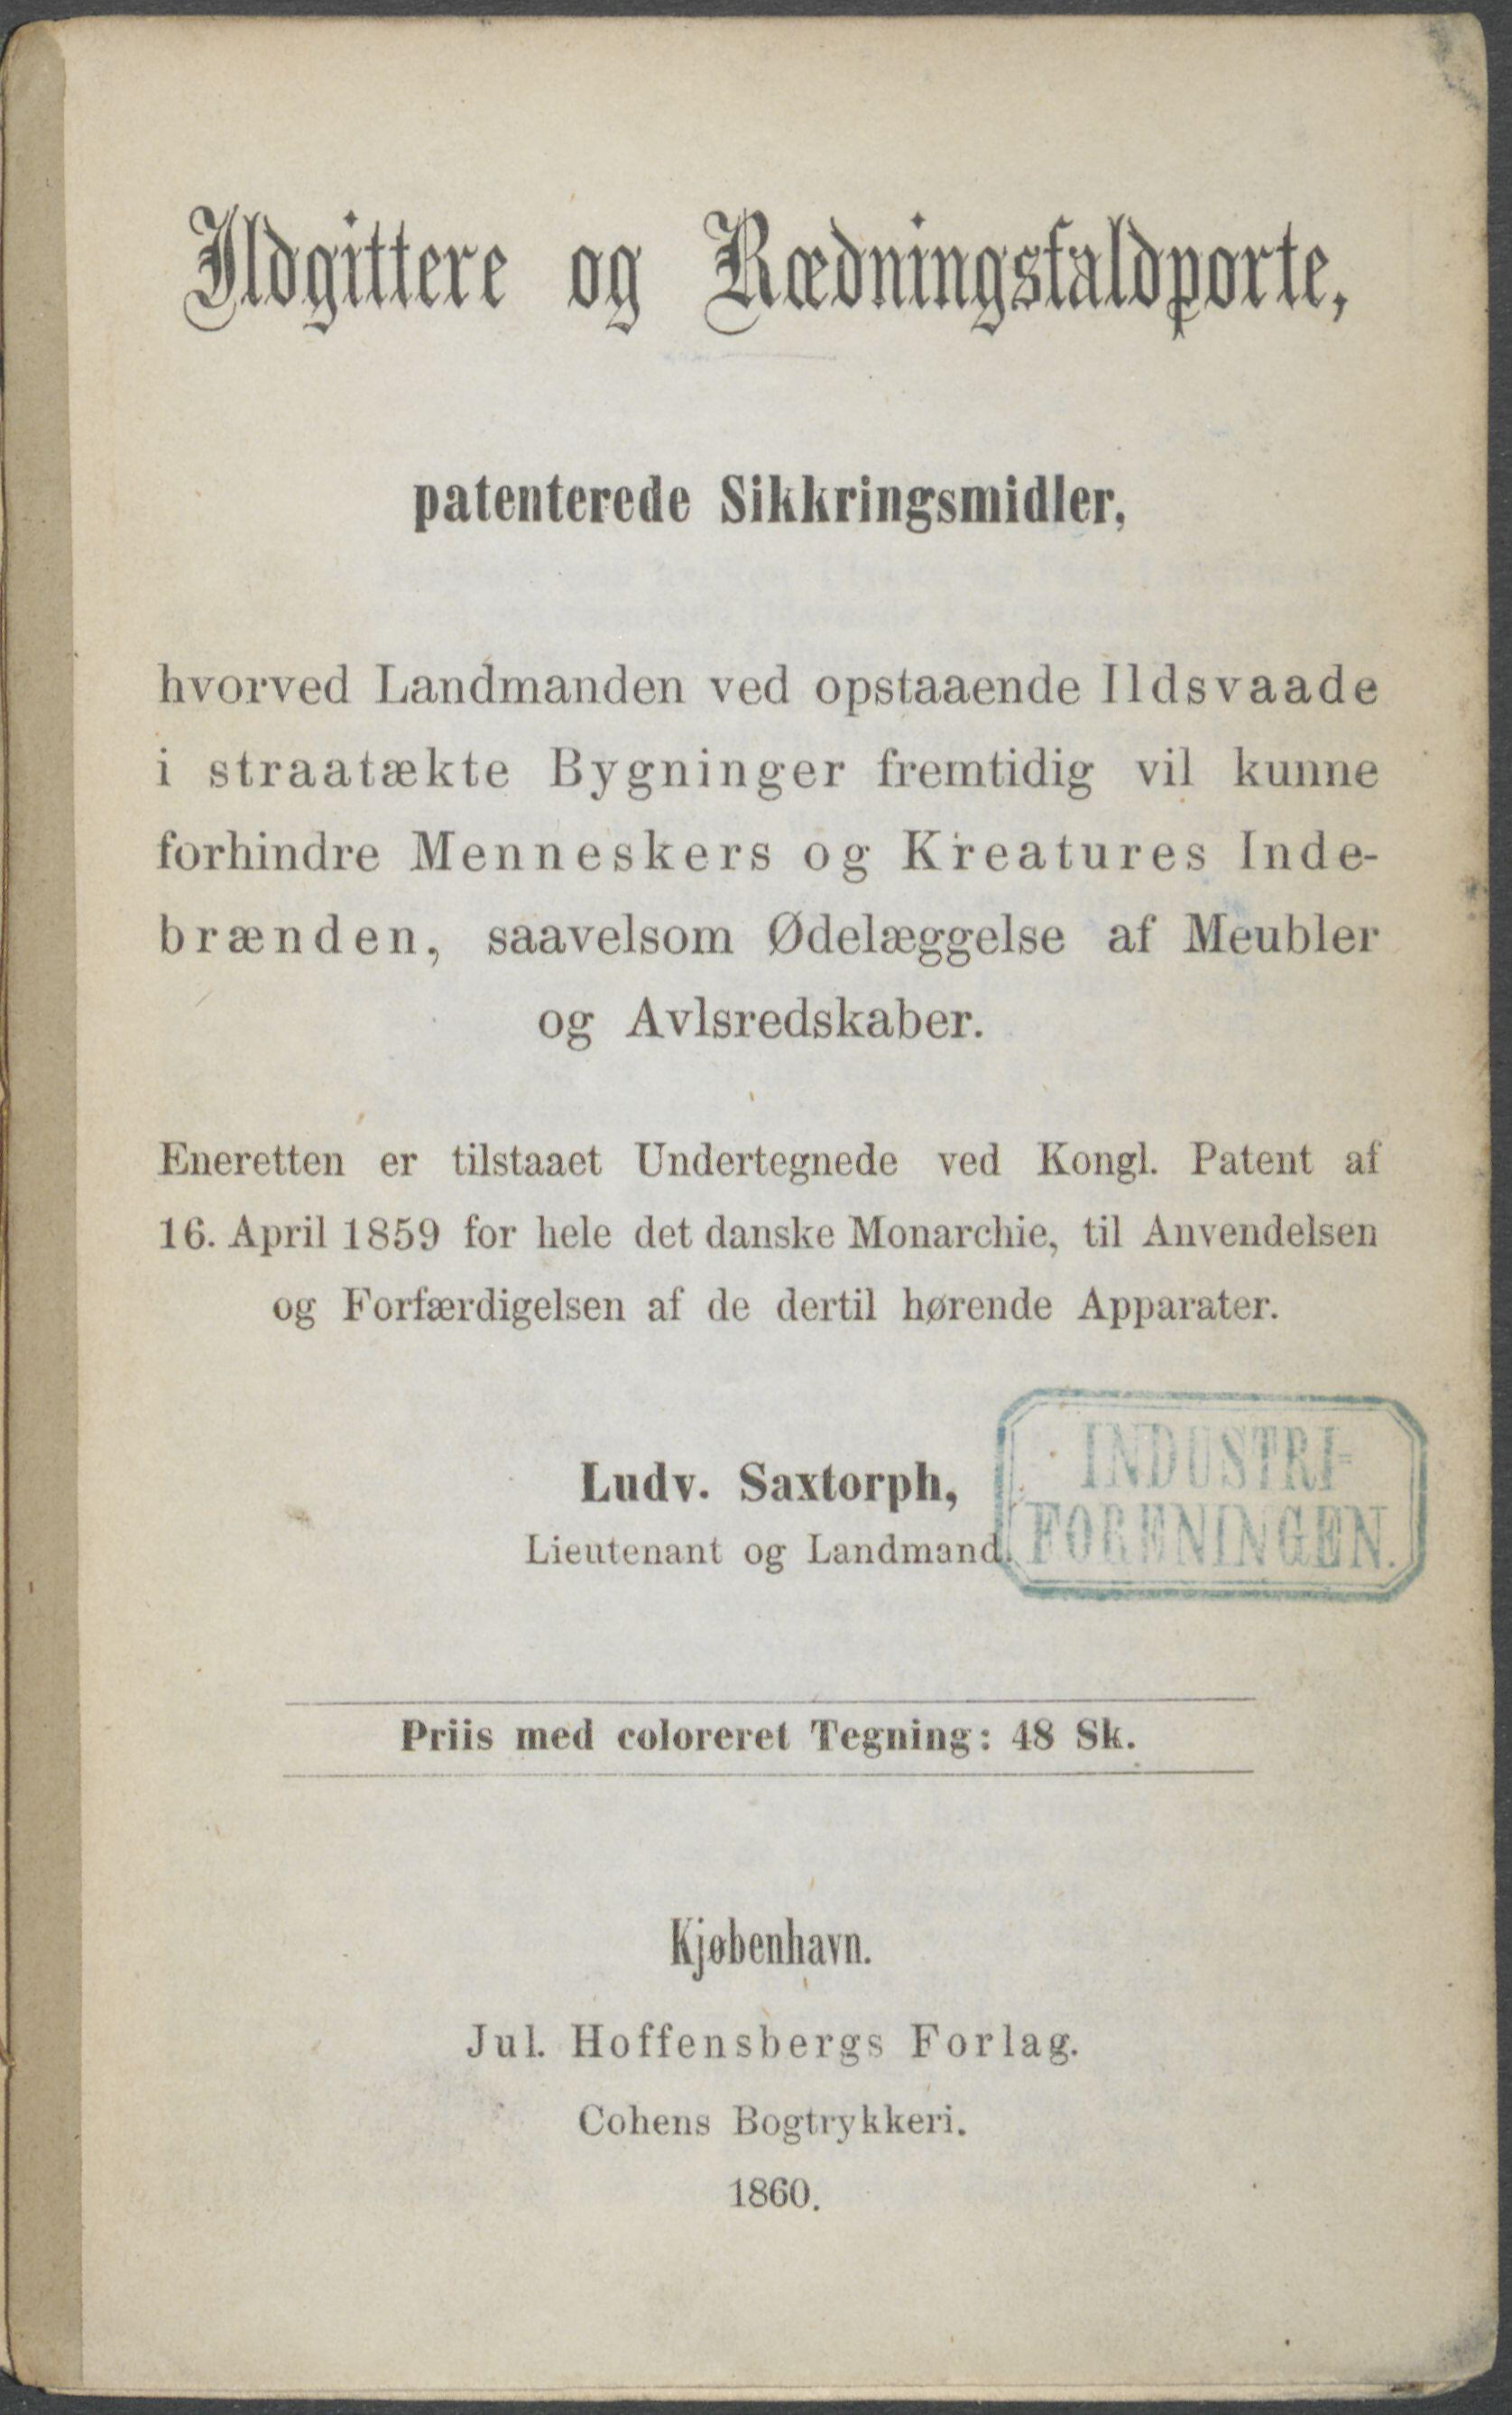 Ildgittere og Rædningsfaldporte,
patenterede Sikkringsmidler,
hvorved Landmanden ved opstaaende Ildsvaade
i straatækte Bygninger fremtidig vil kunne
forhindre Menneskers og Kreatures Inde-
brænden, saavelsom Ødelæggelse af Meubler
og Avlsredskaber.
Eneretten er tilstaaet Undertegnede ved Kongl. Patent af
16. April 1859 for hele det danske Monarchie, til Anvendelsen
og Forfærdigelsen af de dertil hørende Apparater.
Ludv. Saxtorph,
Lieutenant og Landmand.
INDUSTRI-
FORENINGEN.
Priis med coloreret Tegning: 48 Sk.
Kjøbenhavn.
Jul. Hoffensbergs Forlag.
Cohens Bogtrykkeri.
1860.